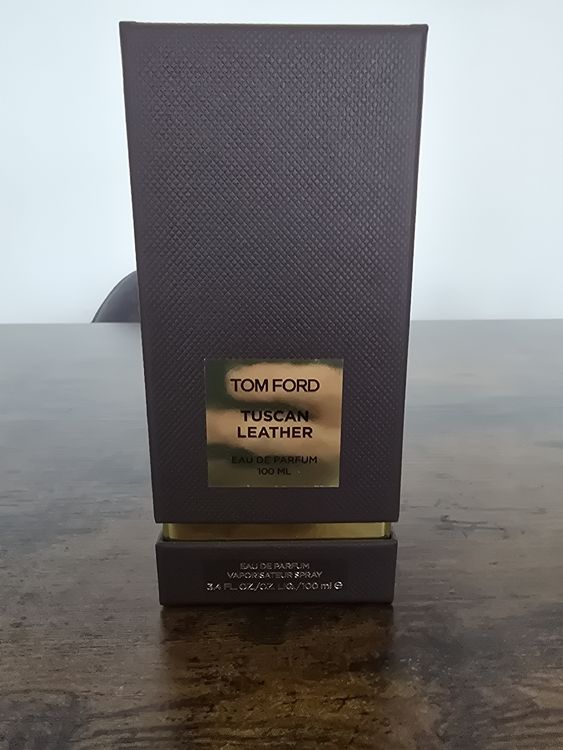 TOM FORD
TUSCAN
LEATHER
EAU DE PARFUM
100 ML
EAU DE PARFUM
VAPORISATEUR SPRAY
3.4 FL.OZ./OZ. LIQ./100 ml ℮